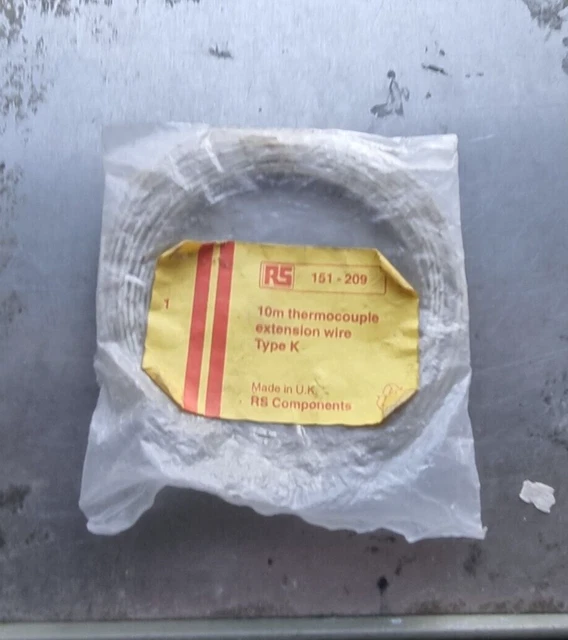 RS 151 - 209
1
10m thermocouple
extension wire
Type K
Made in U.K.
RS Components